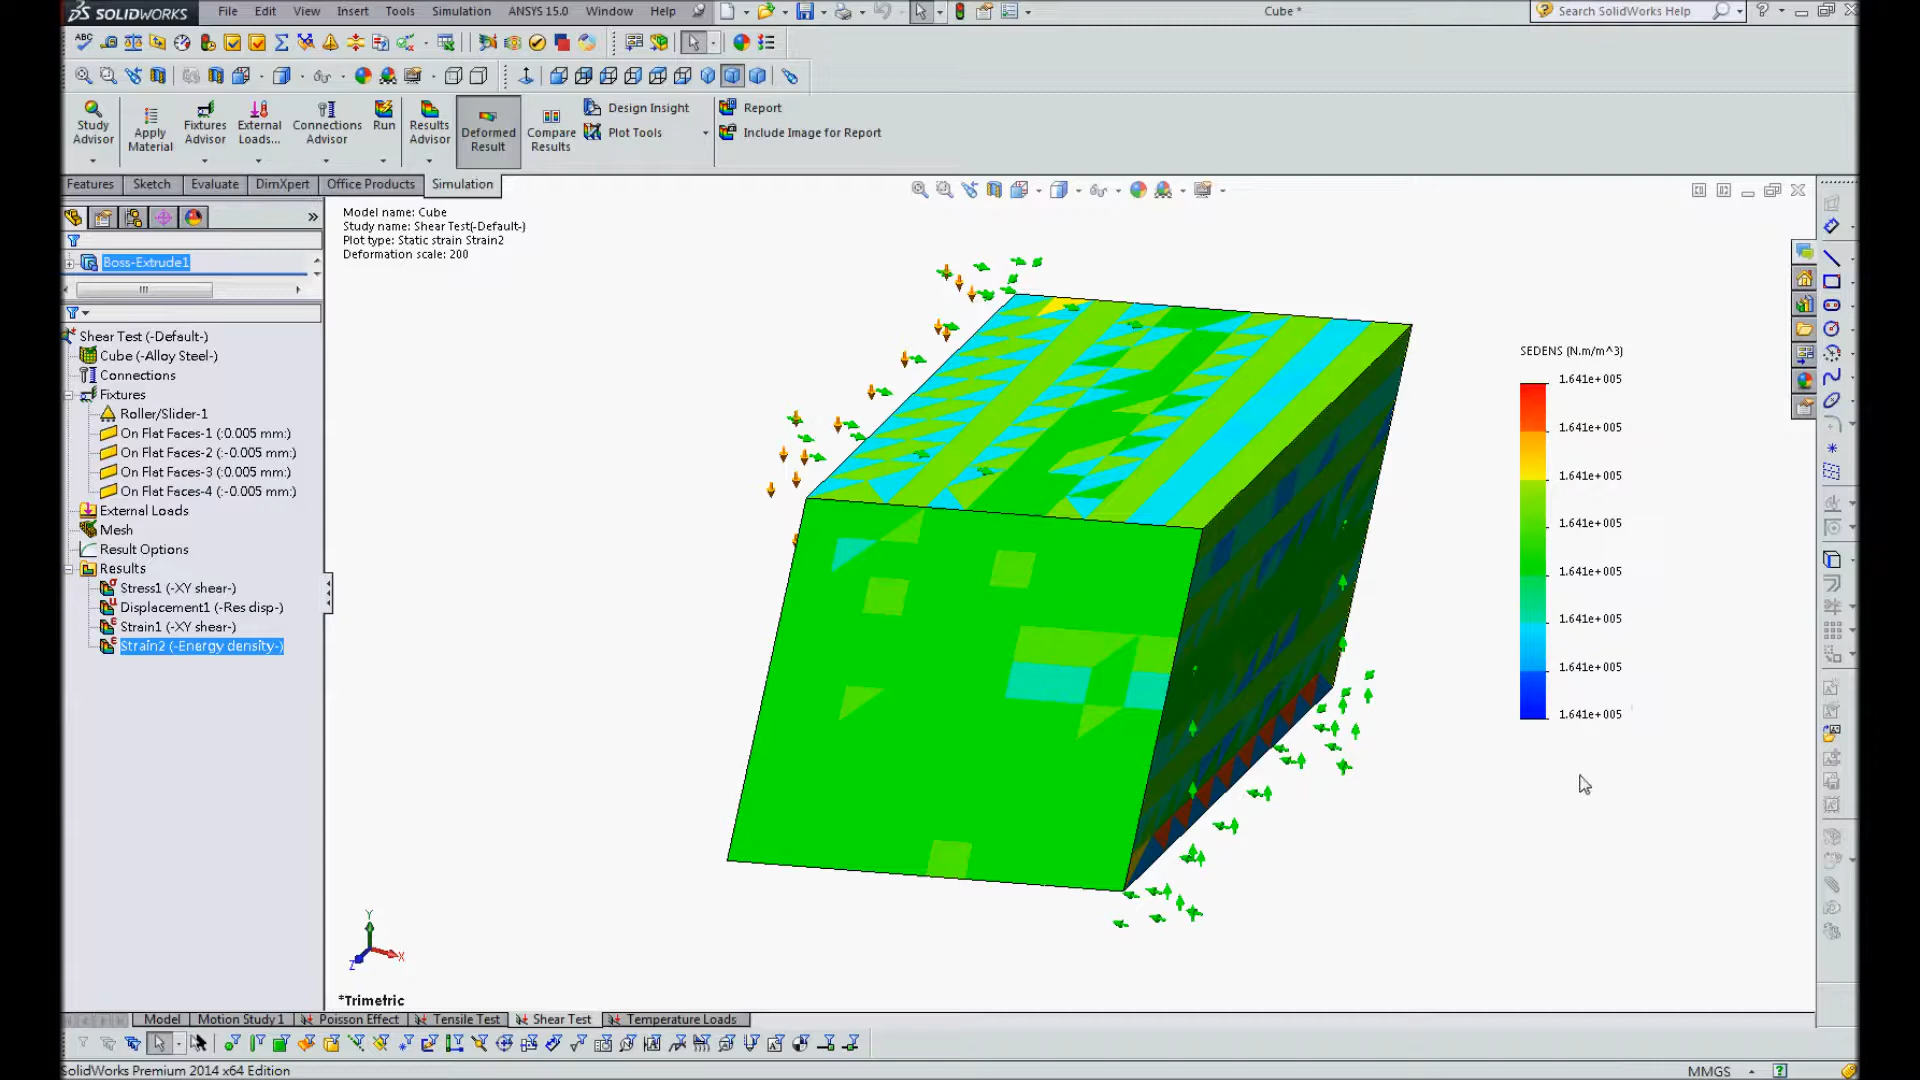 SOLIDWORKS File Edit View Insert Tools Simulation ANSYS 15.0 Window Help Cube * Search SolidWorks Help
Study Advisor
Apply Material
Fixtures Advisor
External Loads...
Connections Advisor
Run
Results Advisor
Deformed Result
Compare Results
Design Insight
Plot Tools
Report
Include Image for Report
Features Sketch Evaluate DimXpert Office Products Simulation
Model name: Cube
Study name: Shear Test(-Default-)
Plot type: Static strain Strain2
Deformation scale: 200
Boss-Extrude1
Shear Test (-Default-)
Cube (-Alloy Steel-)
Connections
Fixtures
Roller/Slider-1
On Flat Faces-1 (:0.005 mm:)
On Flat Faces-2 (:-0.005 mm:)
On Flat Faces-3 (:0.005 mm:)
On Flat Faces-4 (:-0.005 mm:)
External Loads
Mesh
Result Options
Results
Stress1 (-XY shear-)
Displacement1 (-Res disp-)
Strain1 (-XY shear-)
Strain2 (-Energy density-)
SEDENS (N.m/m^3)
1.641e+005
1.641e+005
1.641e+005
1.641e+005
1.641e+005
1.641e+005
1.641e+005
1.641e+005
Y
X
Z
*Trimetric
Model Motion Study 1 Poisson Effect Tensile Test Shear Test Temperature Loads
SolidWorks Premium 2014 x64 Edition MMGS